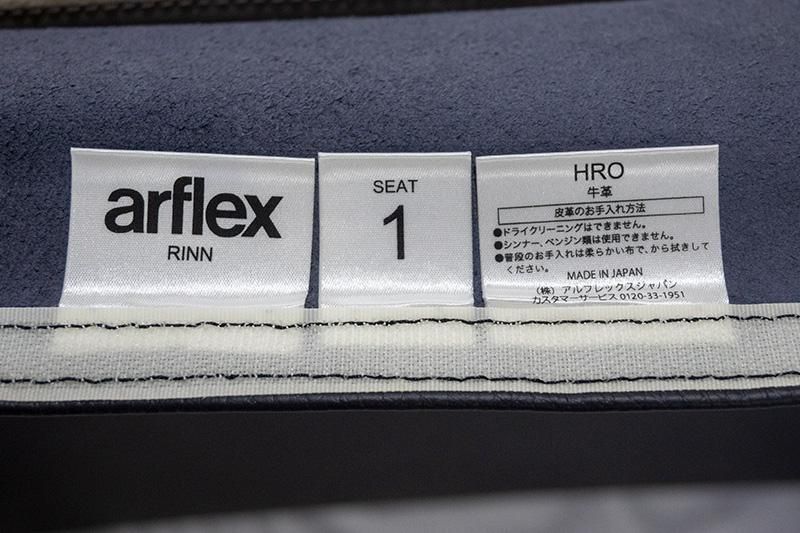 arflex
RINN
SEAT
1
HRO
牛革
皮革のお手入れ方法
●ドライクリーニングはできません。
●シンナー、ベンジン類は使用できません。
●普段のお手入れは柔らかい布で、から拭きして
ください。
MADE IN JAPAN
(株) アルフレックスジャパン
カスタマーサービス 0120-33-1951